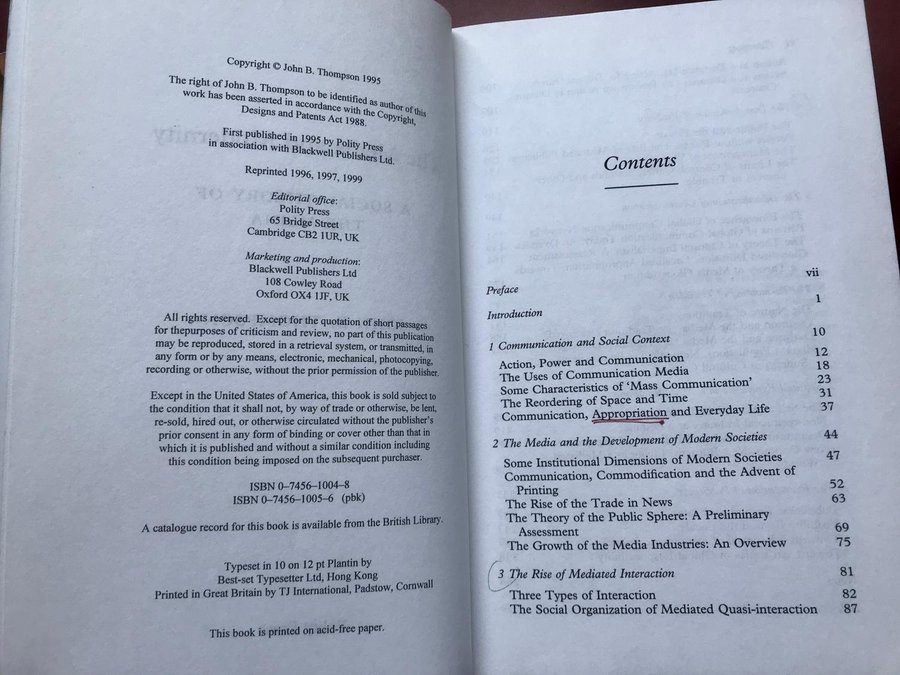 Copyright © John B. Thompson 1995
The right of John B. Thompson to be identified as author of this
work has been asserted in accordance with the Copyright,
Designs and Patents Act 1988.
First published in 1995 by Polity Press
in association with Blackwell Publishers Ltd.
Reprinted 1996, 1997, 1999
Editorial office:
Polity Press
65 Bridge Street
Cambridge CB2 1UR, UK
Marketing and production:
Blackwell Publishers Ltd
108 Cowley Road
Oxford OX4 1JF, UK
All rights reserved. Except for the quotation of short passages
for thepurposes of criticism and review, no part of this publication
may be reproduced, stored in a retrieval system, or transmitted, in
any form or by any means, electronic, mechanical, photocopying,
recording or otherwise, without the prior permission of the publisher.
Except in the United States of America, this book is sold subject to
the condition that it shall not, by way of trade or otherwise, be lent,
re-sold, hired out, or otherwise circulated without the publisher's
prior consent in any form of binding or cover other than that in
which it is published and without a similar condition including
this condition being imposed on the subsequent purchaser.
ISBN 0–7456–1004–8
ISBN 0–7456–1005–6 (pbk)
A catalogue record for this book is available from the British Library.
Typeset in 10 on 12 pt Plantin by
Best-set Typesetter Ltd, Hong Kong
Printed in Great Britain by TJ International, Padstow, Cornwall
This book is printed on acid-free paper.
Contents
Preface vii
Introduction 1
1 Communication and Social Context 10
Action, Power and Communication 12
The Uses of Communication Media 18
Some Characteristics of 'Mass Communication' 23
The Reordering of Space and Time 31
Communication, Appropriation and Everyday Life 37
2 The Media and the Development of Modern Societies 44
Some Institutional Dimensions of Modern Societies 47
Communication, Commodification and the Advent of
Printing 52
The Rise of the Trade in News 63
The Theory of the Public Sphere: A Preliminary
Assessment 69
The Growth of the Media Industries: An Overview 75
3 The Rise of Mediated Interaction 81
Three Types of Interaction 82
The Social Organization of Mediated Quasi-interaction 87